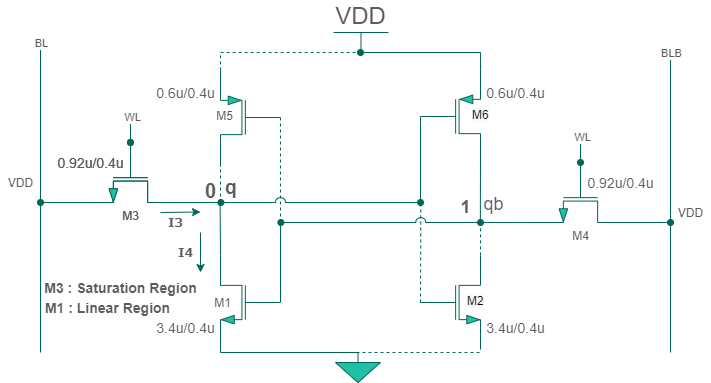 VDD
BL
BLB
0.6u/0.4u
0.6u/0.4u
M5
M6
WL
WL
0.92u/0.4u
0.92u/0.4u
VDD
0 q
1 qb
VDD
M3
I3
M4
I4
M3 : Saturation Region
M1 : Linear Region
M1
M2
3.4u/0.4u
3.4u/0.4u